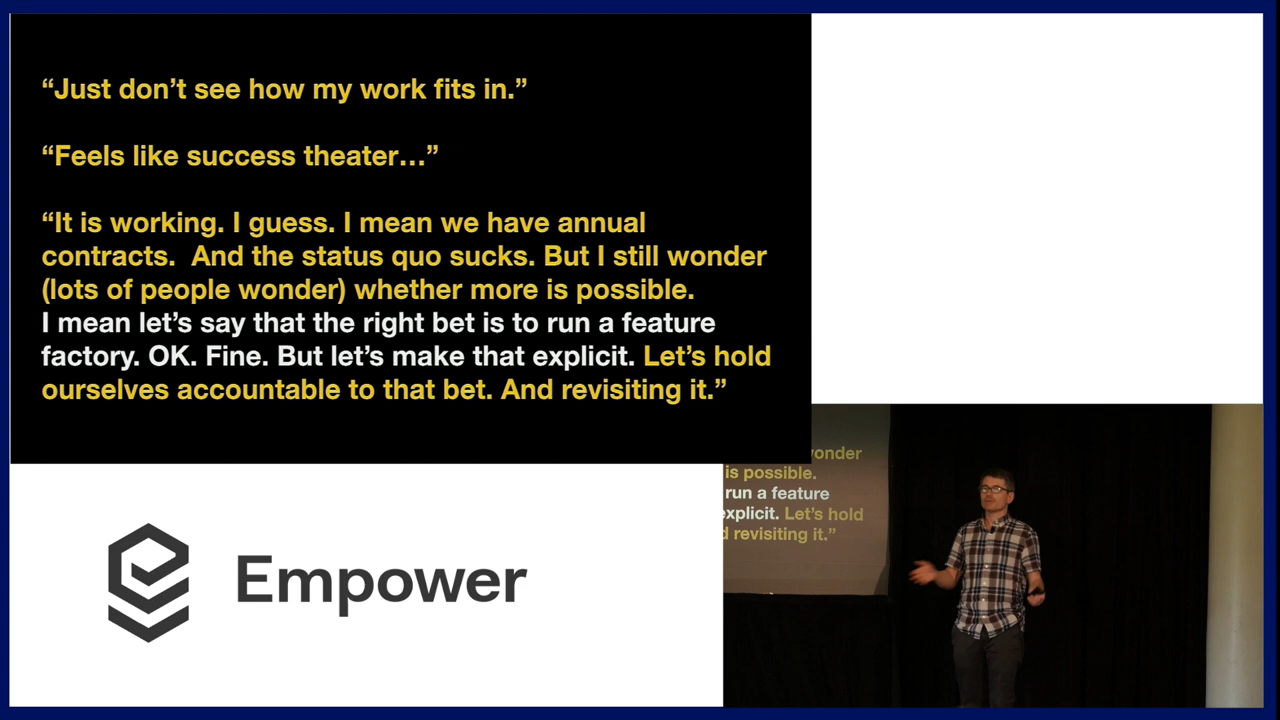 “Just don’t see how my work fits in.”
“Feels like success theater…”
“It is working. I guess. I mean we have annual
contracts.  And the status quo sucks. But I still wonder
(lots of people wonder) whether more is possible.
I mean let’s say that the right bet is to run a feature
factory. OK. Fine. But let’s make that explicit. Let’s hold
ourselves accountable to that bet. And revisiting it.”
Empower
wonder
is possible.
run a feature
explicit. Let’s hold
revisiting it.”